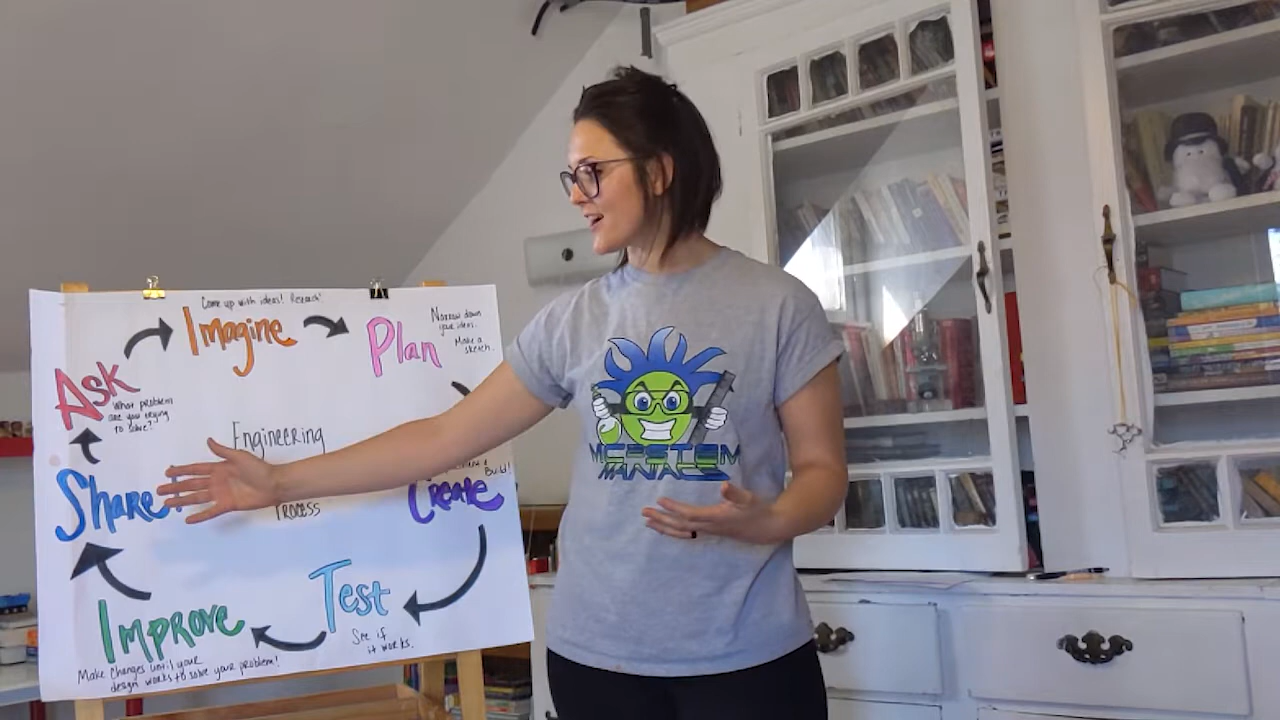 Come up with ideas! Research!
Imagine
Plan
Narrow down
your ideas.
Make a
sketch.
Ask
What problem
are you trying
to solve?
Engineering
Process
Share!
Build!
Create
Test
See if
it works.
Improve
Make changes until your
design works to solve your problem!
MCPSTEM
MANIACS